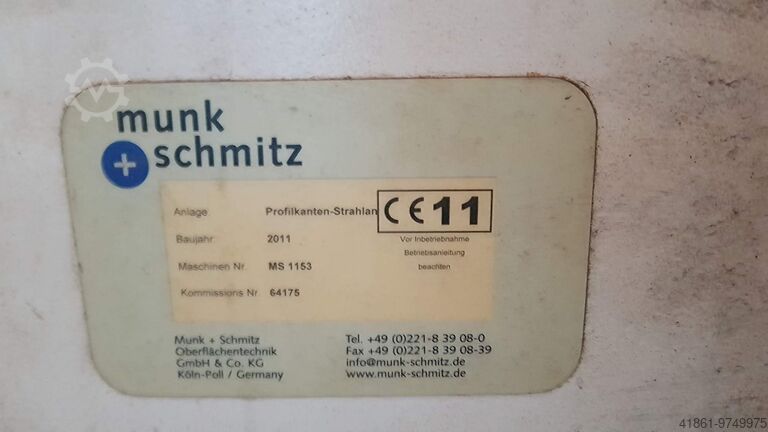 munk
+ schmitz
Anlage: Profilkanten-Strahlan
CE 11
Baujahr: 2011
Vor Inbetriebnahme
Betriebsanleitung
beachten
Maschinen Nr. MS 1153
Kommissions Nr. 64175
Munk + Schmitz
Oberflächentechnik
GmbH & Co. KG
Köln-Poll / Germany
Tel. +49 (0)221-8 39 08-0
Fax +49 (0)221-8 39 08-39
info@munk-schmitz.de
www.munk-schmitz.de
41861-9749975